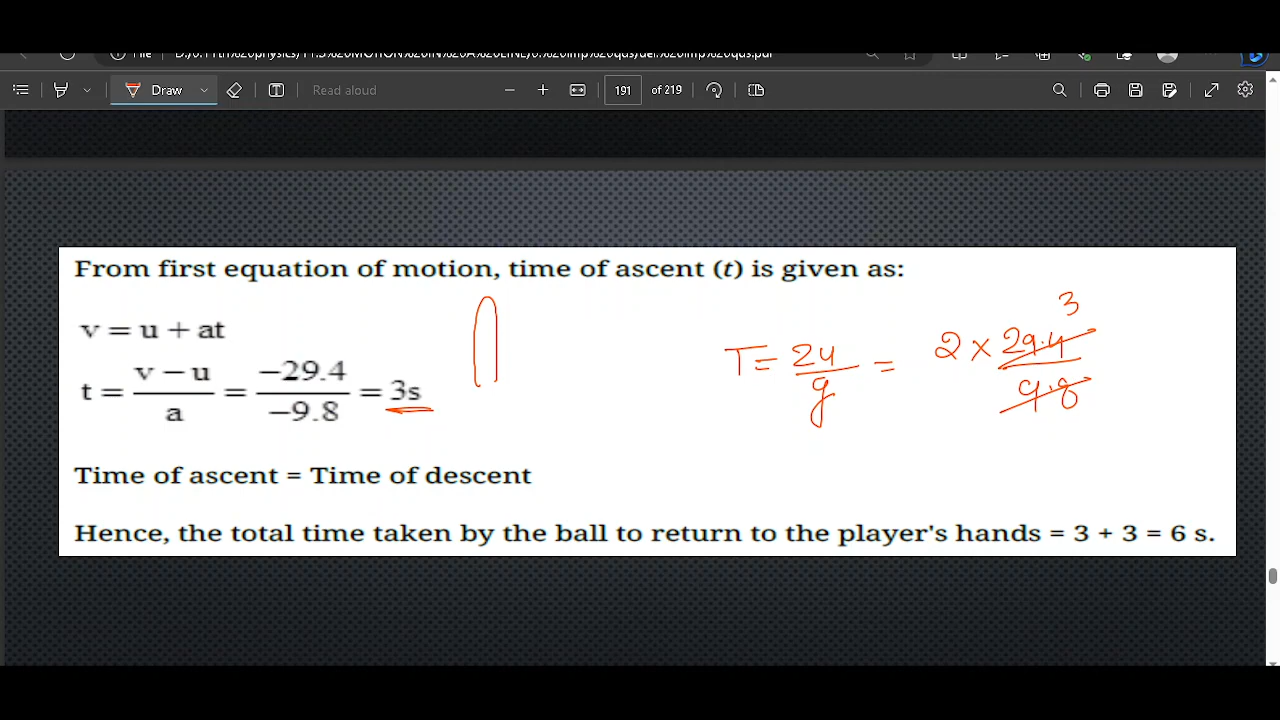 Draw
Read aloud
191 of 219
From first equation of motion, time of ascent (t) is given as:
v = u + at
t = v − u / a = −29.4 / −9.8 = 3s
T = 2u / g = 2 × 29.4 / 9.8
3
Time of ascent = Time of descent
Hence, the total time taken by the ball to return to the player's hands = 3 + 3 = 6 s.